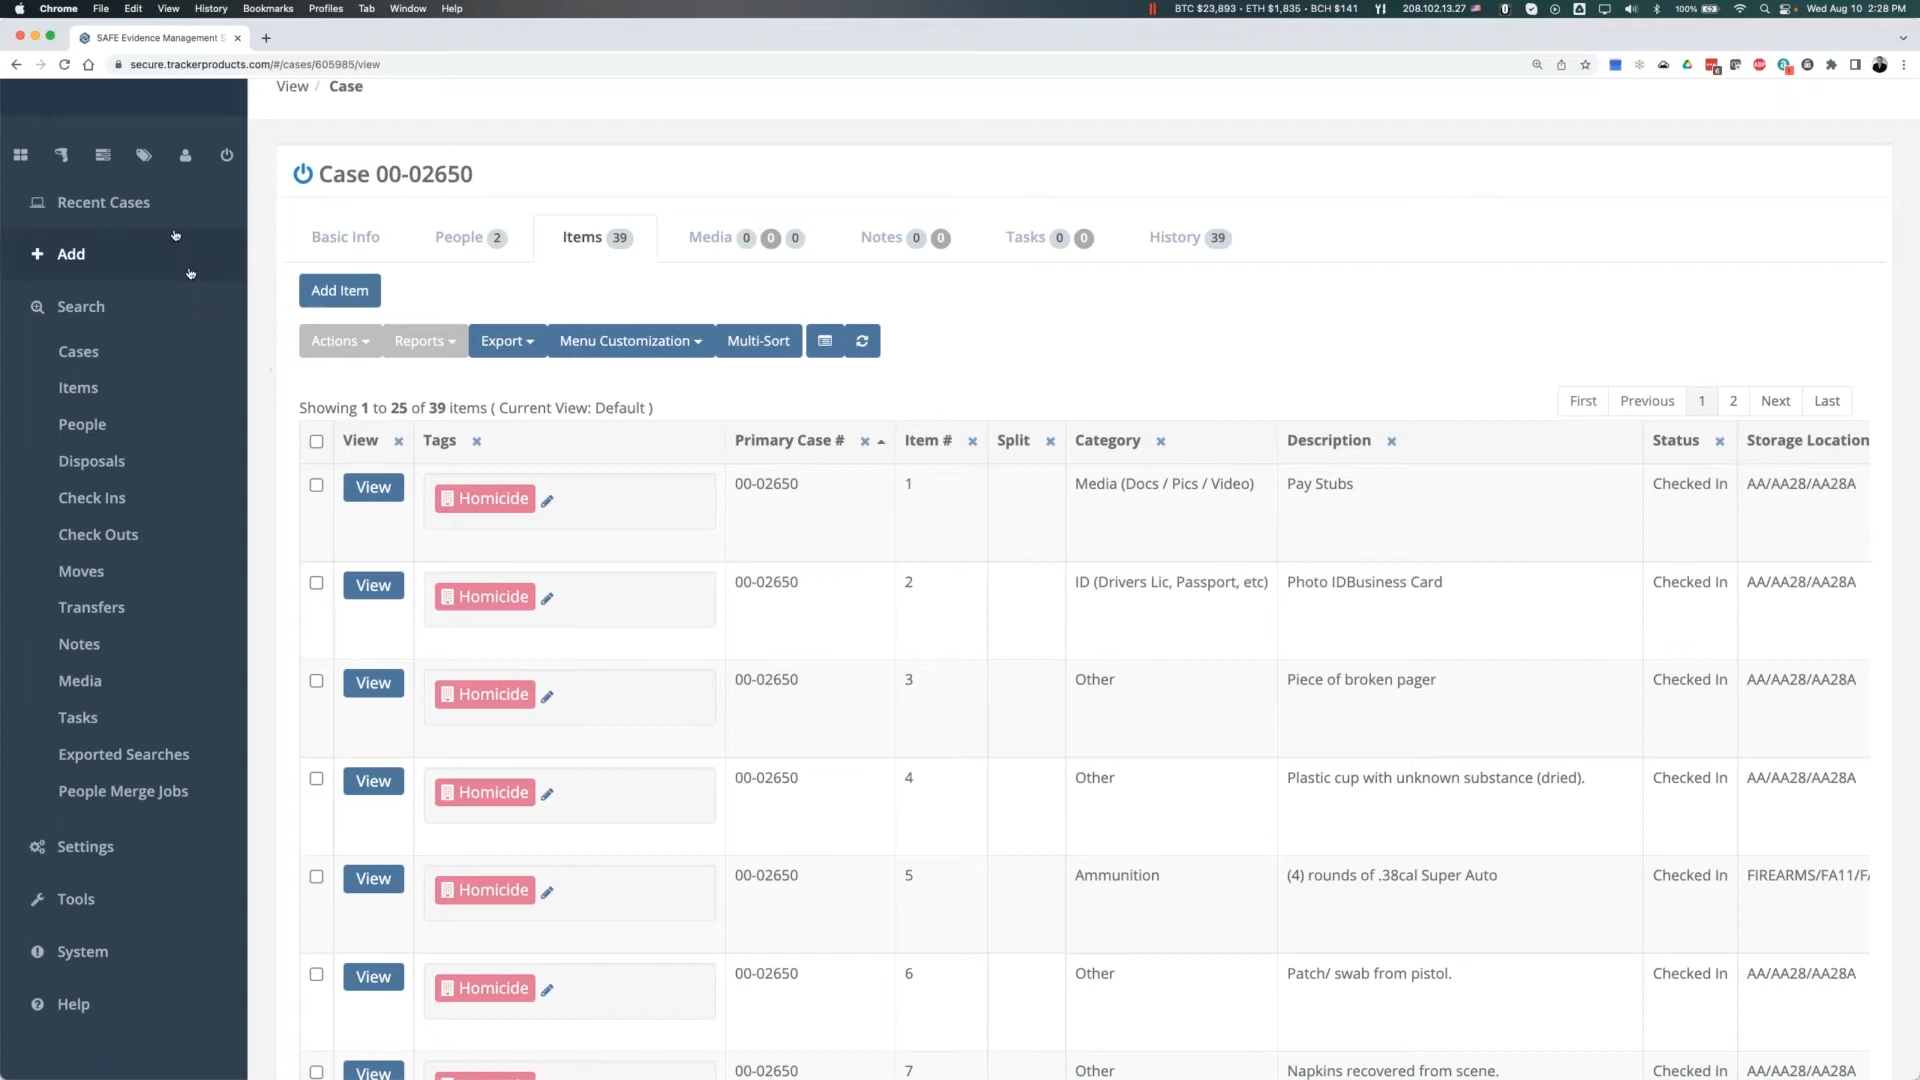 Chrome File Edit View History Bookmarks Profiles Tab Window Help BTC $23,893 • ETH $1,835 • BCH $141 208.102.13.27 100% Wed Aug 10 2:28 PM
SAFE Evidence Management S
secure.trackerproducts.com/#/cases/605985/view
View / Case
Case 00-02650
Recent Cases
Add
Search
Cases
Items
People
Disposals
Check Ins
Check Outs
Moves
Transfers
Notes
Media
Tasks
Exported Searches
People Merge Jobs
Settings
Tools
System
Help
Basic Info People 2 Items 39 Media 0 0 0 Notes 0 0 Tasks 0 0 History 39
Add Item
Actions Reports Export Menu Customization Multi-Sort
Showing 1 to 25 of 39 items ( Current View: Default )
First Previous 1 2 Next Last
View Tags Primary Case # Item # Split Category Description Status Storage Location
View Homicide 00-02650 1 Media (Docs / Pics / Video) Pay Stubs Checked In AA/AA28/AA28A
View Homicide 00-02650 2 ID (Drivers Lic, Passport, etc) Photo IDBusiness Card Checked In AA/AA28/AA28A
View Homicide 00-02650 3 Other Piece of broken pager Checked In AA/AA28/AA28A
View Homicide 00-02650 4 Other Plastic cup with unknown substance (dried). Checked In AA/AA28/AA28A
View Homicide 00-02650 5 Ammunition (4) rounds of .38cal Super Auto Checked In FIREARMS/FA11/F
View Homicide 00-02650 6 Other Patch/ swab from pistol. Checked In AA/AA28/AA28A
View 00-02650 7 Other Napkins recovered from scene. Checked In AA/AA28/AA28A